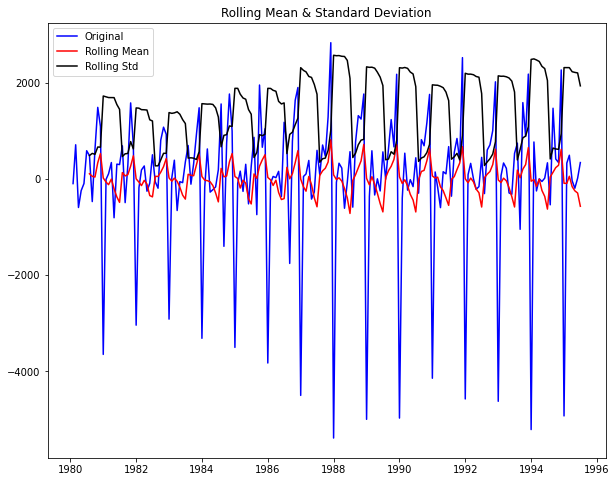 Rolling Mean & Standard Deviation
Original
Rolling Mean
Rolling Std
2000
0
−2000
−4000
1980 1982 1984 1986 1988 1990 1992 1994 1996